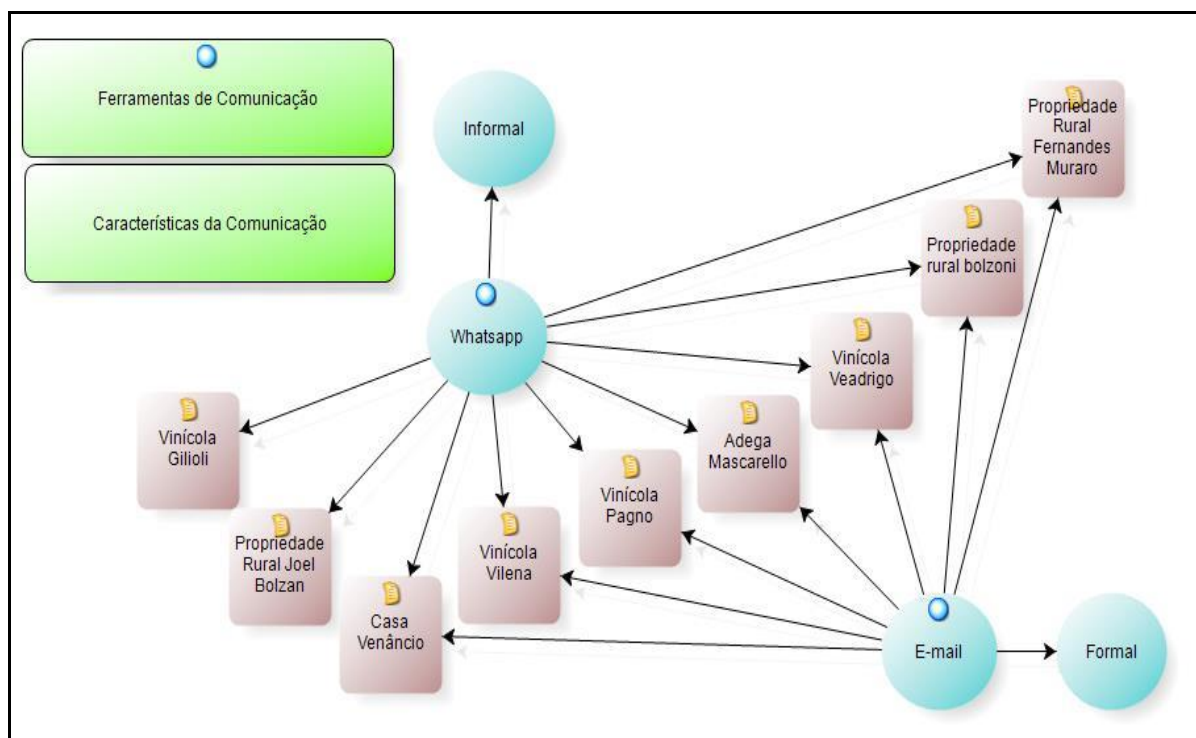 Ferramentas de Comunicação
Características da Comunicação
Informal
Propriedade
Rural
Fernandes
Muraro
Propriedade
rural bolzoni
Whatsapp
Vinícola
Veadrigo
Vinícola
Gilioli
Adega
Mascarello
Vinícola
Pagno
Propriedade
Rural Joel
Bolzan
Vinícola
Vilena
Casa
Venâncio
E-mail
Formal